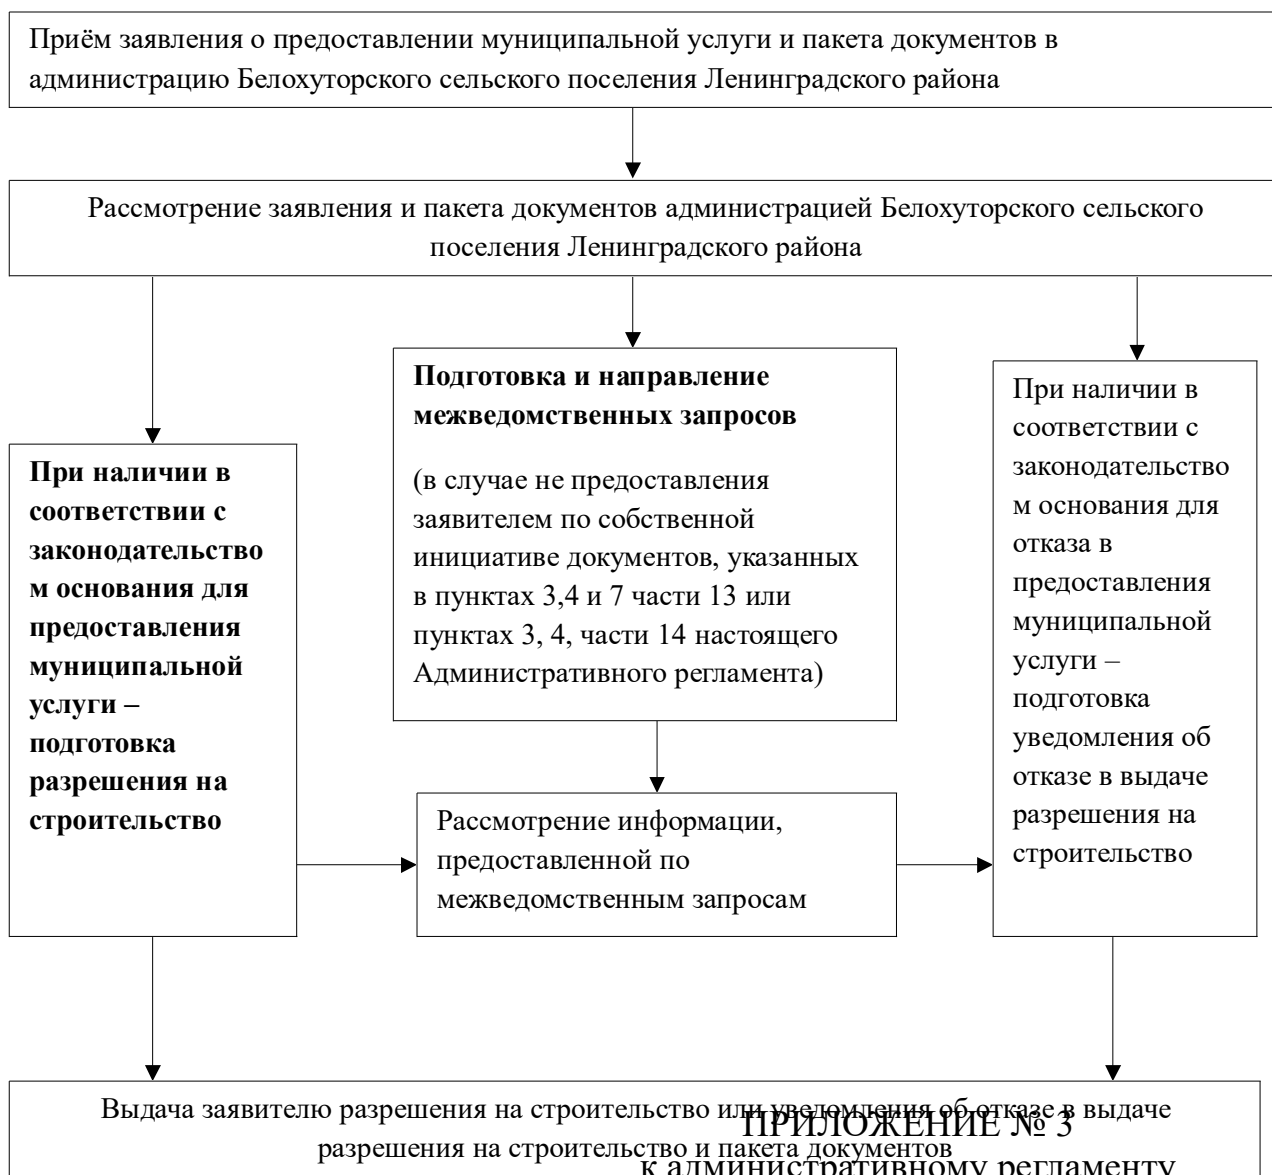 Приём заявления о предоставлении муниципальной услуги и пакета документов в
администрацию Белохуторского сельского поселения Ленинградского района
Рассмотрение заявления и пакета документов администрацией Белохуторского сельского
поселения Ленинградского района
При наличии в
соответствии с
законодательство
м основания для
предоставления
муниципальной
услуги –
подготовка
разрешения на
строительство
Подготовка и направление
межведомственных запросов
(в случае не предоставления
заявителем по собственной
инициативе документов, указанных
в пунктах 3,4 и 7 части 13 или
пунктах 3, 4, части 14 настоящего
Административного регламента)
Рассмотрение информации,
предоставленной по
межведомственным запросам
При наличии в
соответствии с
законодательство
м основания для
отказа в
предоставления
муниципальной
услуги –
подготовка
уведомления об
отказе в выдаче
разрешения на
строительство
Выдача заявителю разрешения на строительство или уведомления об отказе в выдаче
разрешения на строительство и пакета документов
ПРИЛОЖЕНИЕ № 3
к административному регламенту